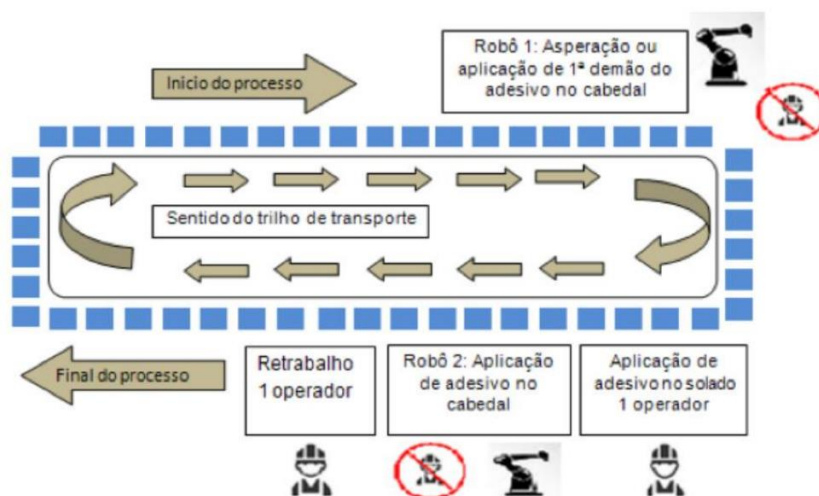 Inicio do processo
Robô 1: Asperação ou
aplicação de 1ª demão do
adesivo no cabedal
Sentido do trilho de transporte
Final do processo
Retrabalho
1 operador
Robô 2: Aplicação
de adesivo no
cabedal
Aplicação de
adesivo no solado
1 operador